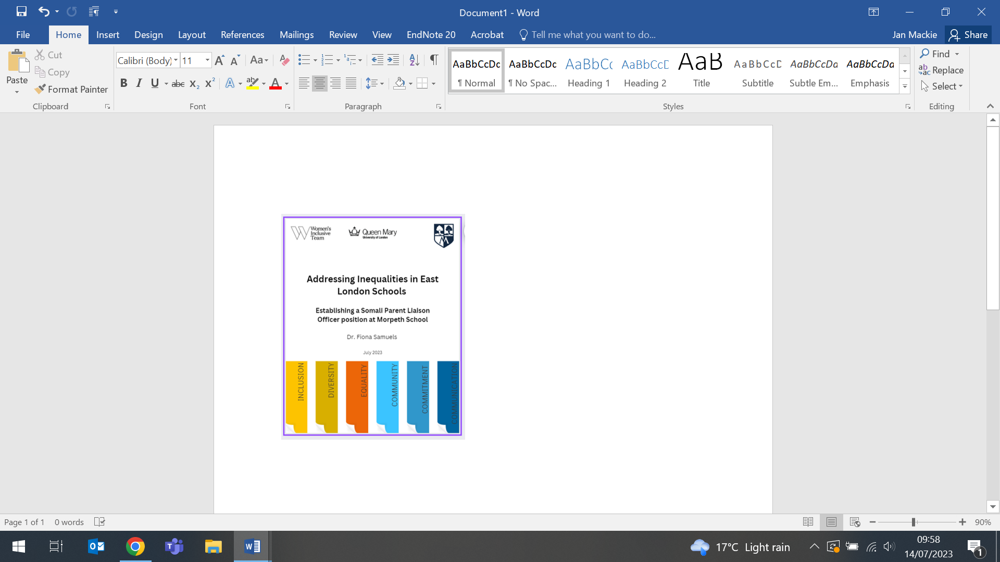 Document1 - Word
File
Home
Insert
Design
Layout
References
Mailings
Review
View
EndNote 20
Acrobat
Tell me what you want to do...
Jan Mackie
Share
Paste
Cut
Copy
Format Painter
Clipboard
Calibri (Body)
11
Font
Paragraph
AaBbCcDc
¶ Normal
AaBbCcDc
¶ No Spac...
AaBbCc
Heading 1
AaBbCcD
Heading 2
AaB
Title
AaBbCcD
Subtitle
AaBbCcDa
Subtle Em...
AaBbCcDa
Emphasis
Styles
Find
Replace
Select
Editing
Women's
Inclusive
Team
Queen Mary
University of London
Addressing Inequalities in East
London Schools
Establishing a Somali Parent Liaison
Officer position at Morpeth School
Dr. Fiona Samuels
July 2023
INCLUSION
DIVERSITY
EQUALITY
COMMUNITY
COMMITMENT
COMMUNICATION
Page 1 of 1
0 words
90%
17°C Light rain
09:58
14/07/2023
1